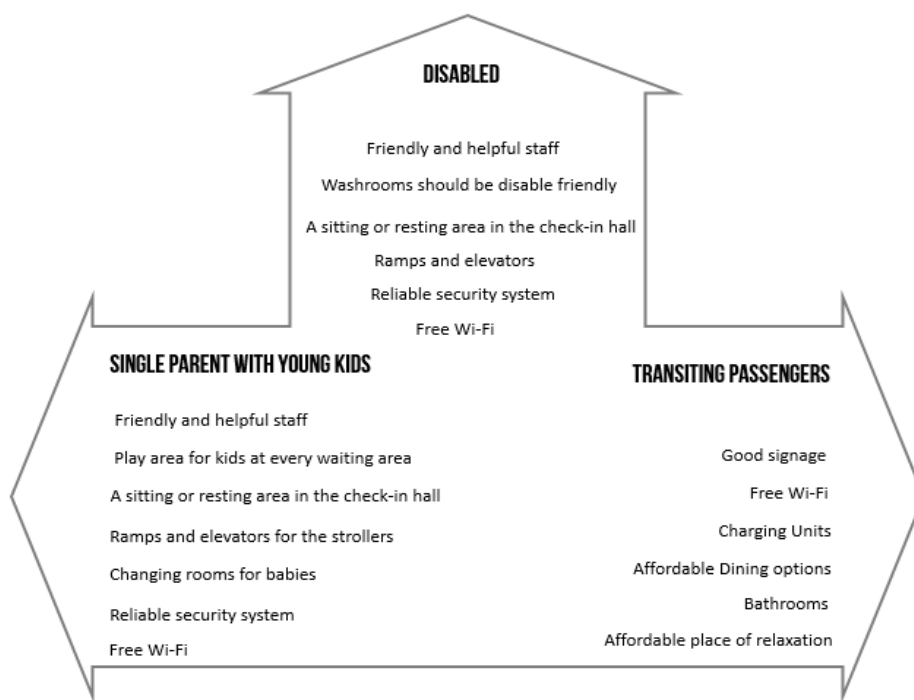 DISABLED
Friendly and helpful staff
Washrooms should be disable friendly
A sitting or resting area in the check-in hall
Ramps and elevators
Reliable security system
Free Wi-Fi
SINGLE PARENT WITH YOUNG KIDS
Friendly and helpful staff
Play area for kids at every waiting area
A sitting or resting area in the check-in hall
Ramps and elevators for the strollers
Changing rooms for babies
Reliable security system
Free Wi-Fi
TRANSITING PASSENGERS
Good signage
Free Wi-Fi
Charging Units
Affordable Dining options
Bathrooms
Affordable place of relaxation